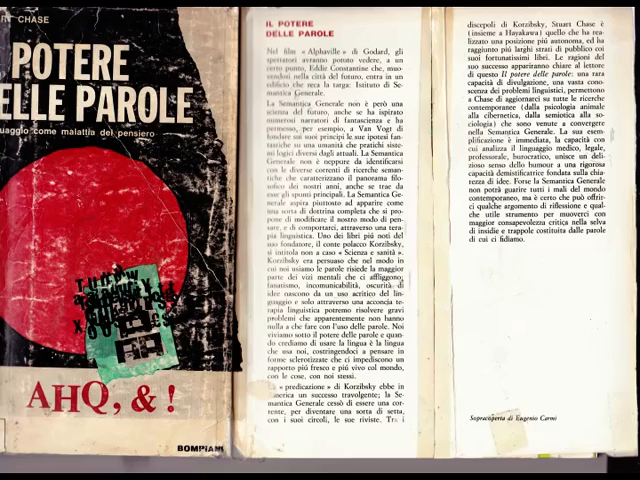 RT CHASE
POTERE
ELLE PAROLE
uaggio come malattia del pensiero
AHQ, & !
BOMPIANI
IL POTERE
DELLE PAROLE
Nel film «Alphaville» di Godard, gli
spettatori avranno potuto vedere, a un
certo punto, Eddie Constantine che, muo-
vendosi nella città del futuro, entra in un
edificio che reca la targa: Istituto di Se-
mantica Generale.
La Semantica Generale non è però una
scienza del futuro, anche se ha ispirato
numerosi narratori di fantascienza e ha
permesso, per esempio, a Van Vogt di
fondare sui suoi principi le sue ipotesi fan-
tastiche su una umanità che pratichi siste-
mi logici diversi dagli attuali. La Semantica
Generale non è neppure da identificarsi
con le diverse correnti di ricerche seman-
tiche che caratterizzano il panorama filo-
sofico dei nostri anni, anche se trae da
esse gli spunti principali. La Semantica Ge-
nerale aspira piuttosto ad apparire come
una sorta di dottrina completa che si pro-
pone di modificare il nostro modo di pen-
sare, e di comportarci, attraverso una tera-
pia linguistica. Uno dei libri più noti del
suo fondatore, il conte polacco Korzibsky,
si intitola non a caso «Scienza e sanità».
Korzibsky era persuaso che nel modo in
cui noi usiamo le parole risiede la maggior
parte dei vizi mentali che ci affliggono;
fanatismo, incomunicabilità, oscurità di
idee nascono da un uso acritico del lin-
guaggio e solo attraverso una acconcia te-
rapia linguistica potremo risolvere gravi
problemi che apparentemente non hanno
nulla a che fare con l'uso delle parole. Noi
viviamo sotto il potere delle parole e quan-
do crediamo di usare la lingua è la lingua
che usa noi, costringendoci a pensare in
forme sclerotizzate che ci impediscono un
rapporto più fresco e più vivo col mondo,
con le cose, con noi stessi.
La «predicazione» di Korzibsky ebbe in
America un successo travolgente; la Se-
mantica Generale cessò di essere una cor-
rente, per diventare una sorta di setta,
con i suoi circoli, le sue riviste. Tra i
discepoli di Korzibsky, Stuart Chase è
(insieme a Hayakawa) quello che ha rea-
lizzato una posizione più autonoma, ed ha
raggiunto più larghi strati di pubblico coi
suoi fortunatissimi libri. Le ragioni del
suo successo appariranno chiare al lettore
di questo Il potere delle parole: una rara
capacità di divulgazione, una vasta cono-
scenza dei problemi linguistici, permettono
a Chase di aggiornarci su tutte le ricerche
contemporanee (dalla psicologia animale
alla cibernetica, dalla semiotica alla so-
ciologia) che sono venute a convergere
nella Semantica Generale. La sua esem-
plificazione è immediata, la capacità con
cui analizza il linguaggio medico, legale,
professorale, burocratico, unisce un deli-
zioso senso dello humour a una rigorosa
capacità demistificatrice fondata sulla chia-
rezza di idee. Forse la Semantica Generale
non potrà guarire tutti i mali del mondo
contemporaneo, ma è certo che può offrir-
ci qualche argomento di riflessione e qual-
che utile strumento per muoverci con
maggior consapevolezza critica nella selva
di insidie e trappole costituita dalle parole
di cui ci fidiamo.
Sopracoperta di Eugenio Carmi